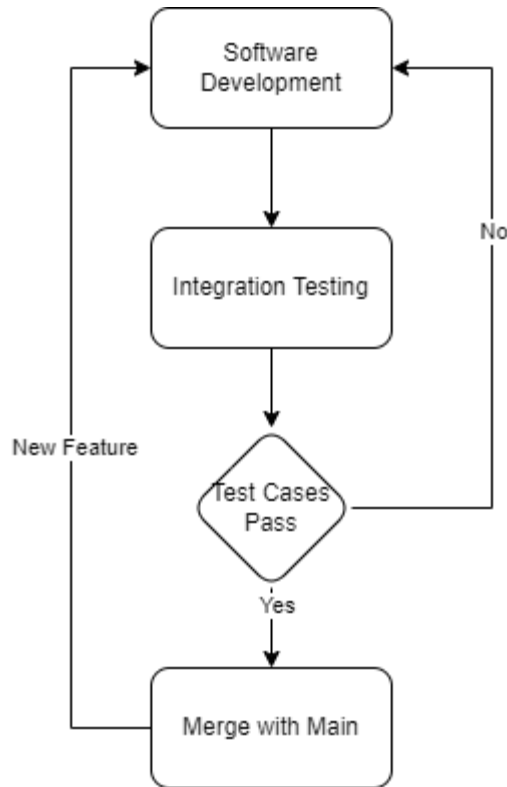 Software
Development
No
Integration Testing
New Feature
Test Cases
Pass
Yes
Merge with Main